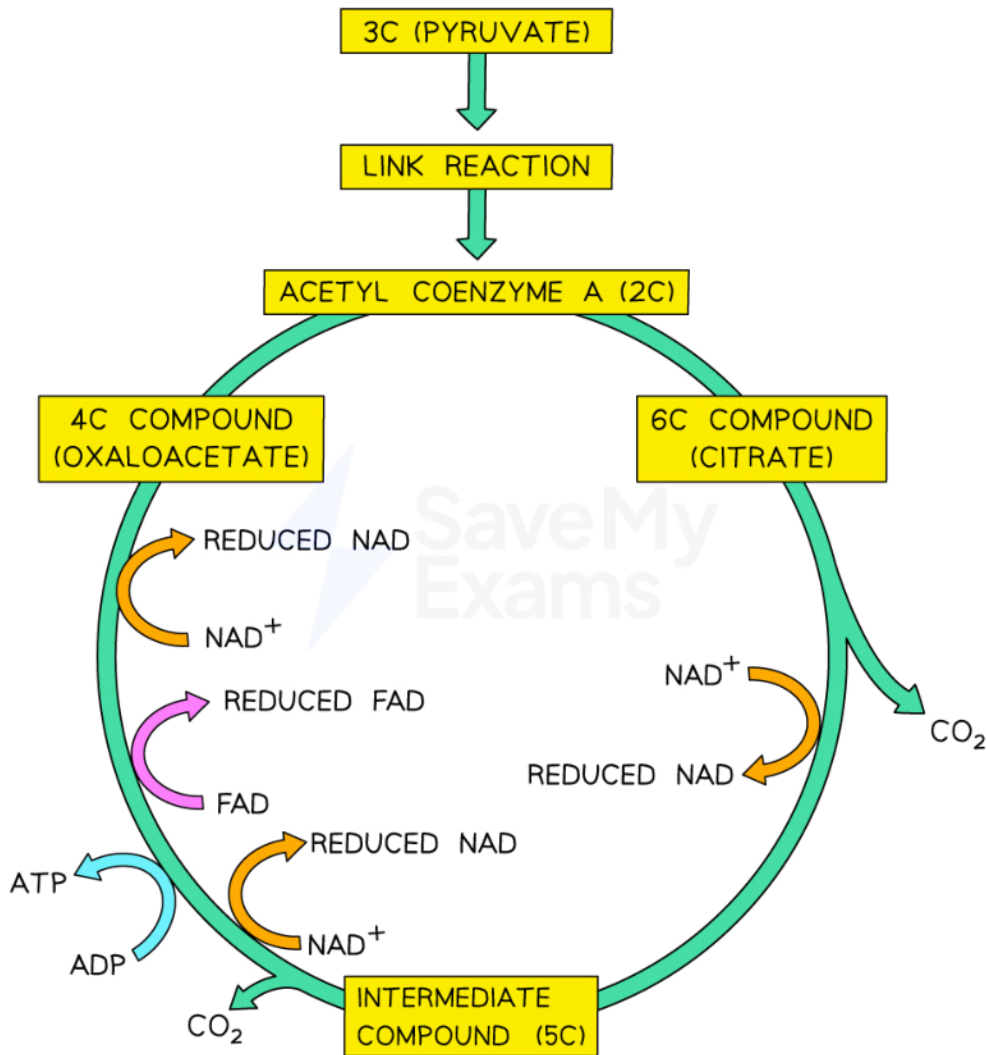 3C (PYRUVATE)
LINK REACTION
ACETYL COENZYME A (2C)
4C COMPOUND
(OXALOACETATE)
6C COMPOUND
(CITRATE)
SaveMy
Exams
REDUCED NAD
NAD+
NAD+
REDUCED FAD
CO2
REDUCED NAD
FAD
REDUCED NAD
ATP
NAD+
ADP
INTERMEDIATE
COMPOUND (5C)
CO2